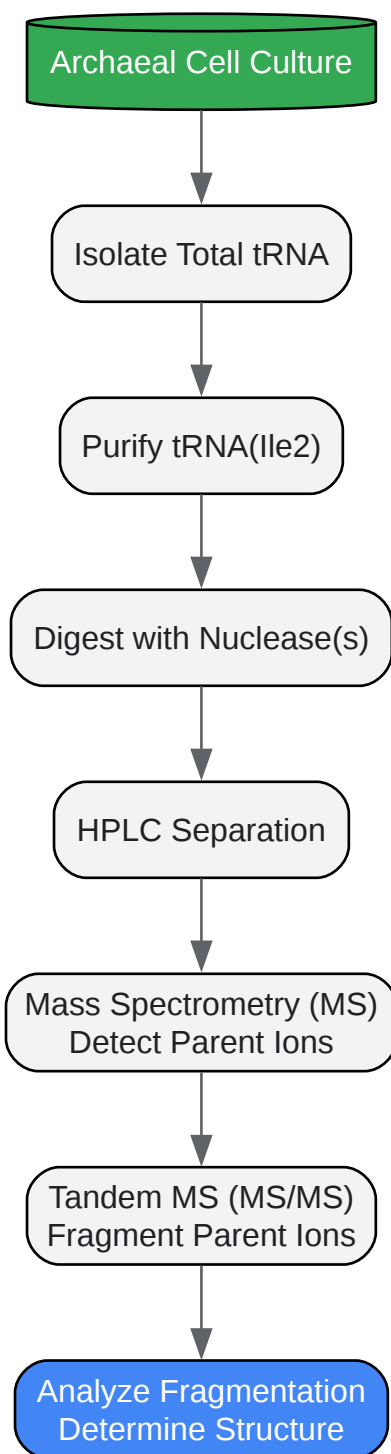 Archaeal Cell Culture
Isolate Total tRNA
Purify tRNA(Ile2)
Digest with Nuclease(s)
HPLC Separation
Mass Spectrometry (MS)
Detect Parent Ions
Tandem MS (MS/MS)
Fragment Parent Ions
Analyze Fragmentation
Determine Structure